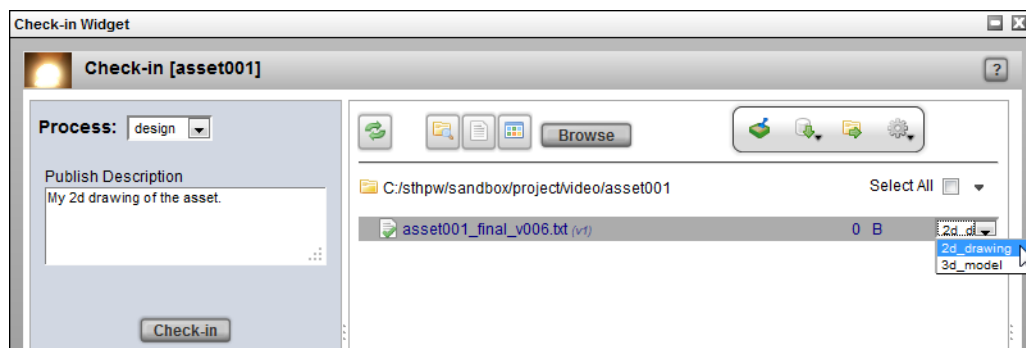 Check-in Widget
Check-in [asset001]
?
Process: design
Publish Description
My 2d drawing of the asset.
Check-in
Browse
C:/sthpw/sandbox/project/video/asset001
Select All
asset001_final_v006.txt (v1) 0 B 2d_d
2d_drawing
3d_model